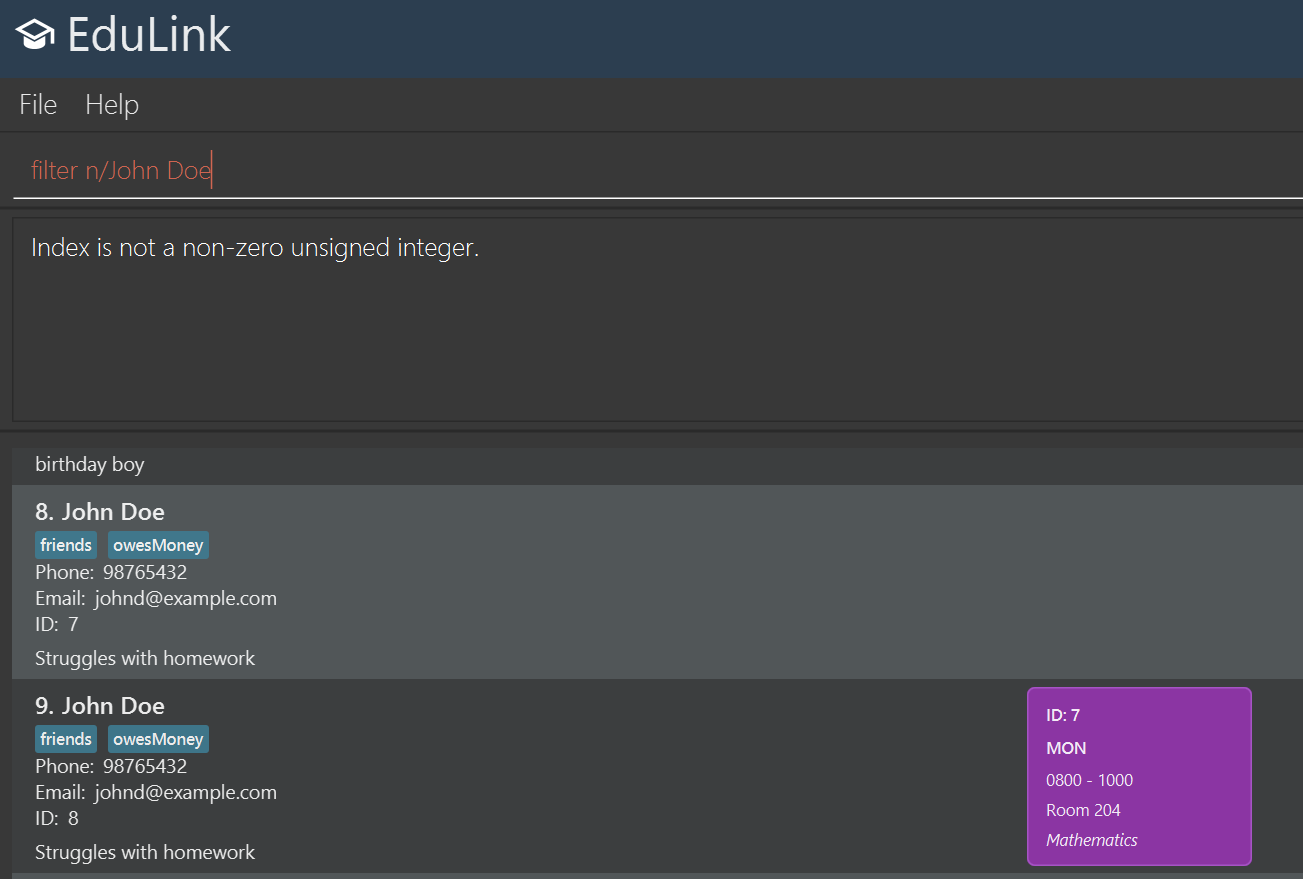 EduLink
File Help
filter n/John Doe
Index is not a non-zero unsigned integer.
birthday boy
8. John Doe
friends owesMoney
Phone: 98765432
Email: johnd@example.com
ID: 7
Struggles with homework
9. John Doe
friends owesMoney
Phone: 98765432
Email: johnd@example.com
ID: 8
Struggles with homework
ID: 7
MON
0800 - 1000
Room 204
Mathematics